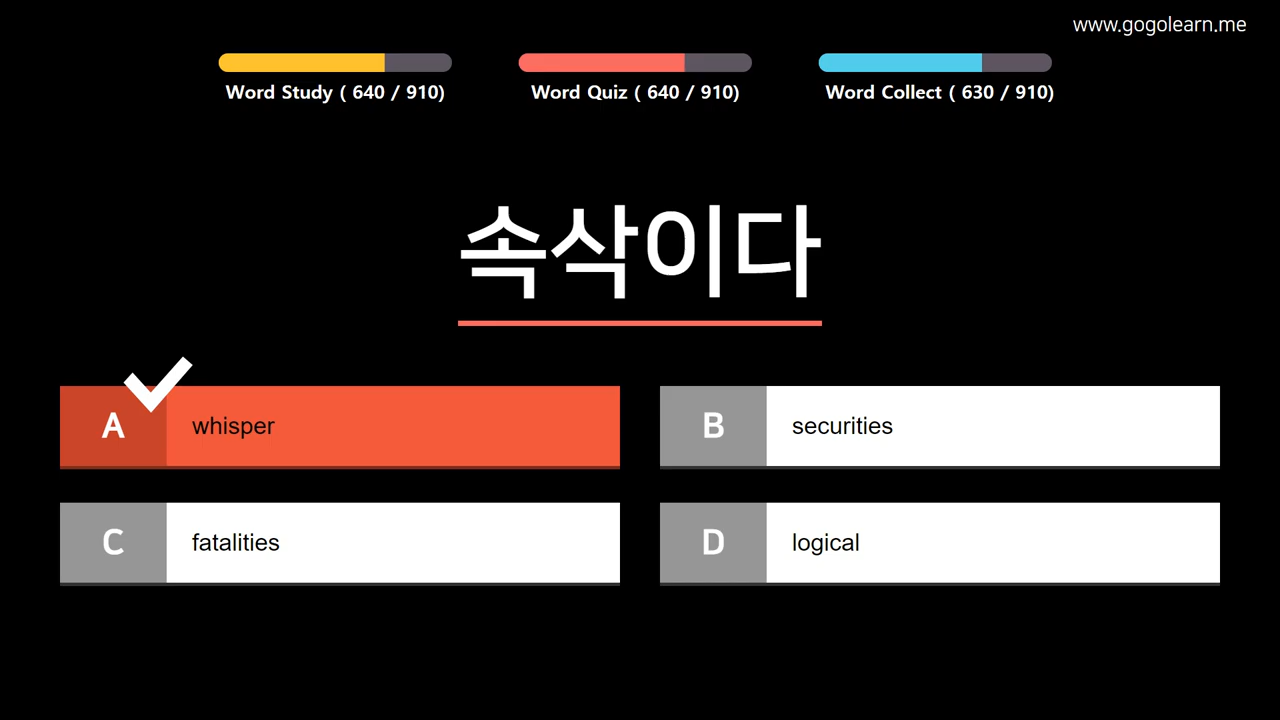 www.gogolearn.me
Word Study ( 640 / 910)
Word Quiz ( 640 / 910)
Word Collect ( 630 / 910)
속삭이다
A whisper
B securities
C fatalities
D logical